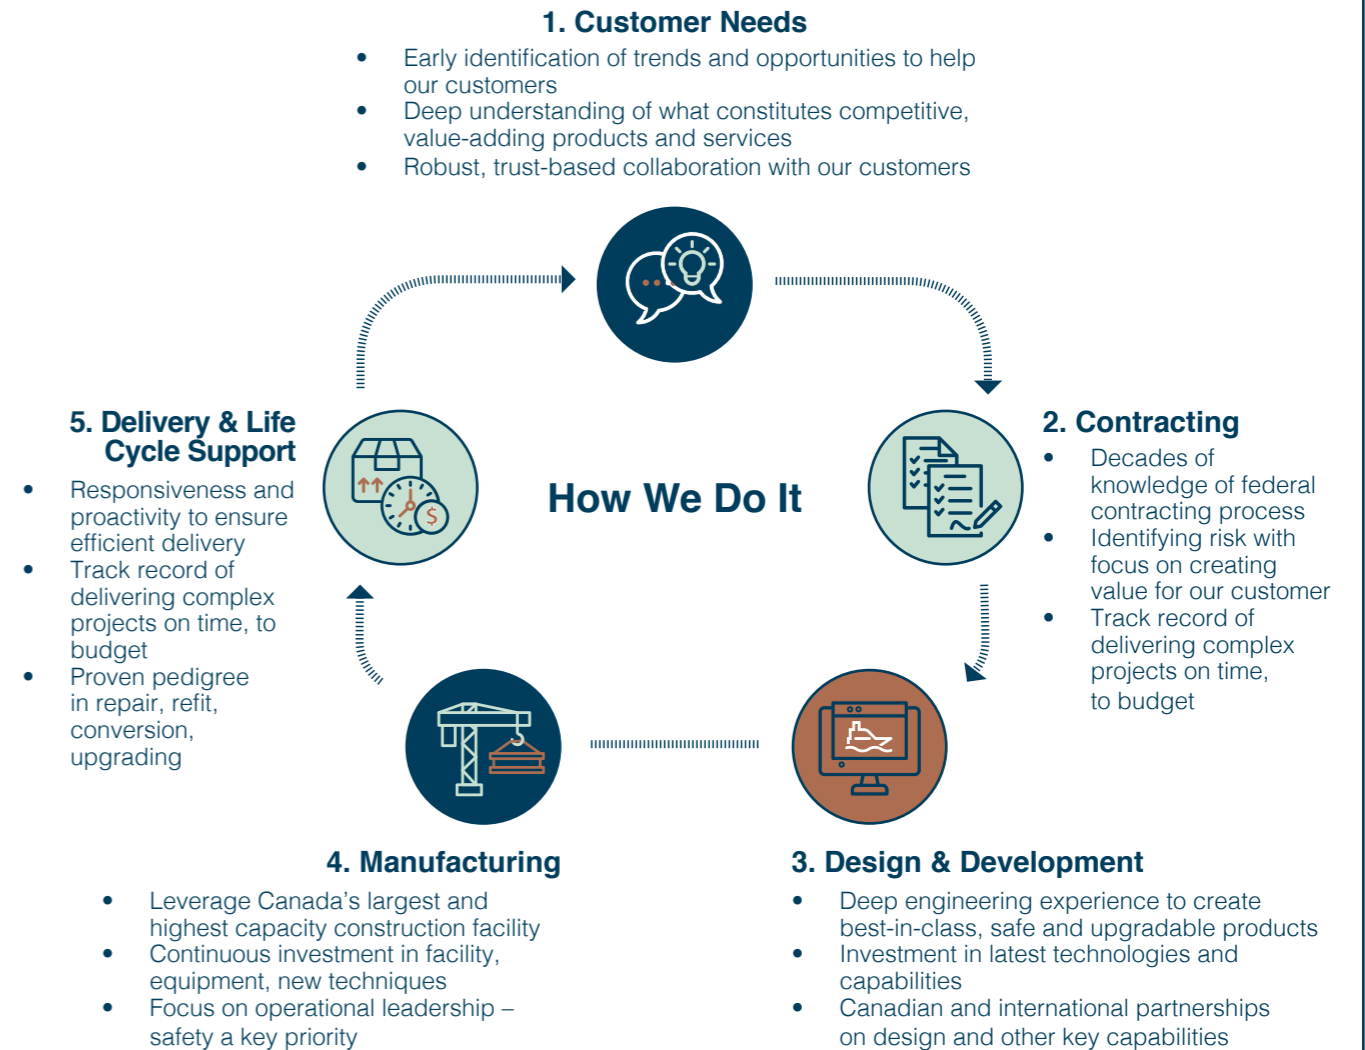 1. Customer Needs
• Early identification of trends and opportunities to help
our customers
• Deep understanding of what constitutes competitive,
value-adding products and services
• Robust, trust-based collaboration with our customers
How We Do It
2. Contracting
• Decades of
knowledge of federal
contracting process
• Identifying risk with
focus on creating
value for our customer
• Track record of
delivering complex
projects on time,
to budget
3. Design & Development
• Deep engineering experience to create
best-in-class, safe and upgradable products
• Investment in latest technologies and
capabilities
• Canadian and international partnerships
on design and other key capabilities
4. Manufacturing
• Leverage Canada’s largest and
highest capacity construction facility
• Continuous investment in facility,
equipment, new techniques
• Focus on operational leadership –
safety a key priority
5. Delivery & Life
Cycle Support
• Responsiveness and
proactivity to ensure
efficient delivery
• Track record of
delivering complex
projects on time, to
budget
• Proven pedigree
in repair, refit,
conversion,
upgrading
$